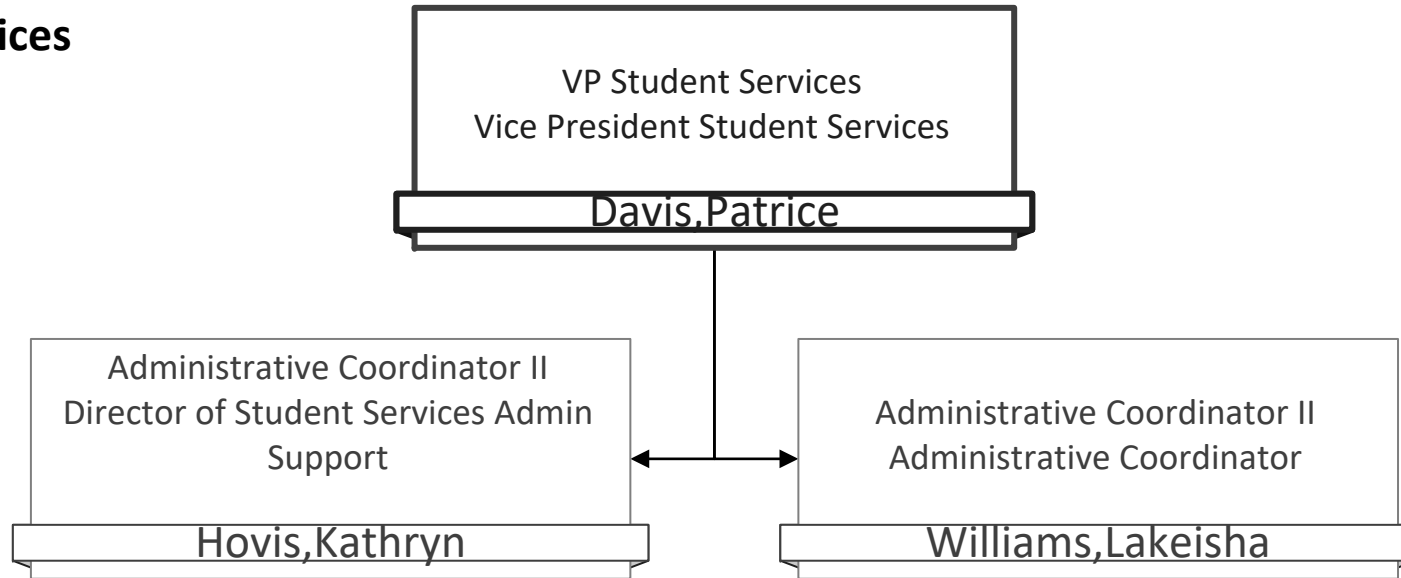 ices
VP Student Services
Vice President Student Services
Davis,Patrice
Administrative Coordinator II
Director of Student Services Admin
Support
Hovis,Kathryn
Administrative Coordinator II
Administrative Coordinator
Williams,Lakeisha